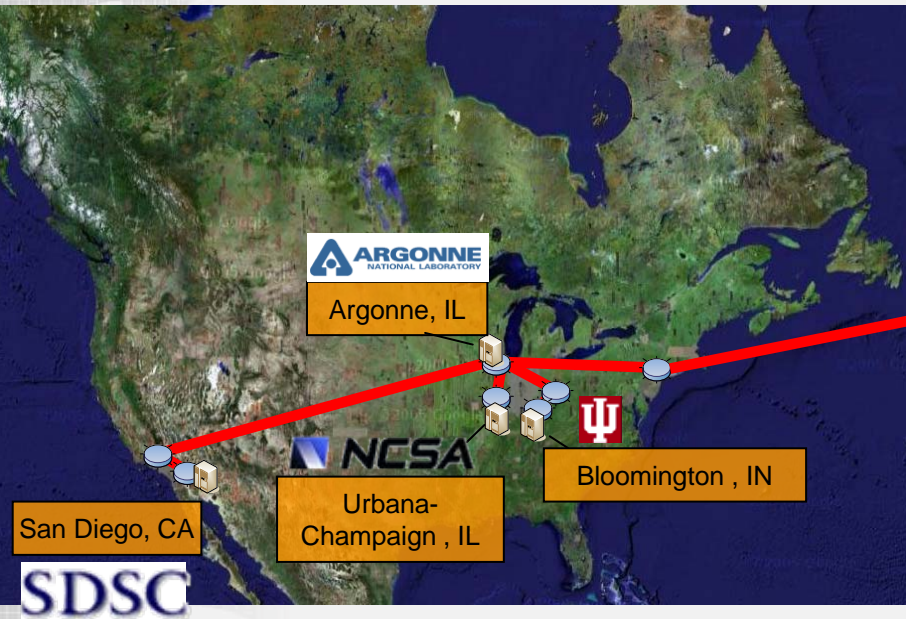 ARGONNE
NATIONAL LABORATORY
Argonne, IL
NCSA
Bloomington , IN
Urbana-
Champaign , IL
San Diego, CA
SDSC